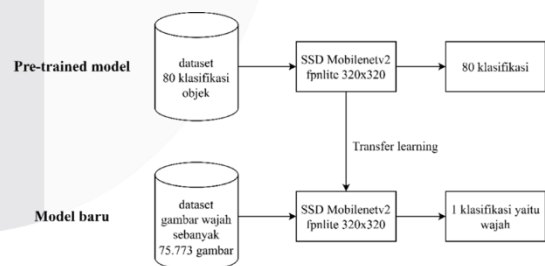 Pre-trained model
dataset
80 klasifikasi
objek
SSD Mobilenetv2
fpnlite 320x320
80 klasifikasi
Transfer learning
Model baru
dataset
gambar wajah
sebanyak
75.773 gambar
SSD Mobilenetv2
fpnlite 320x320
1 klasifikasi yaitu
wajah